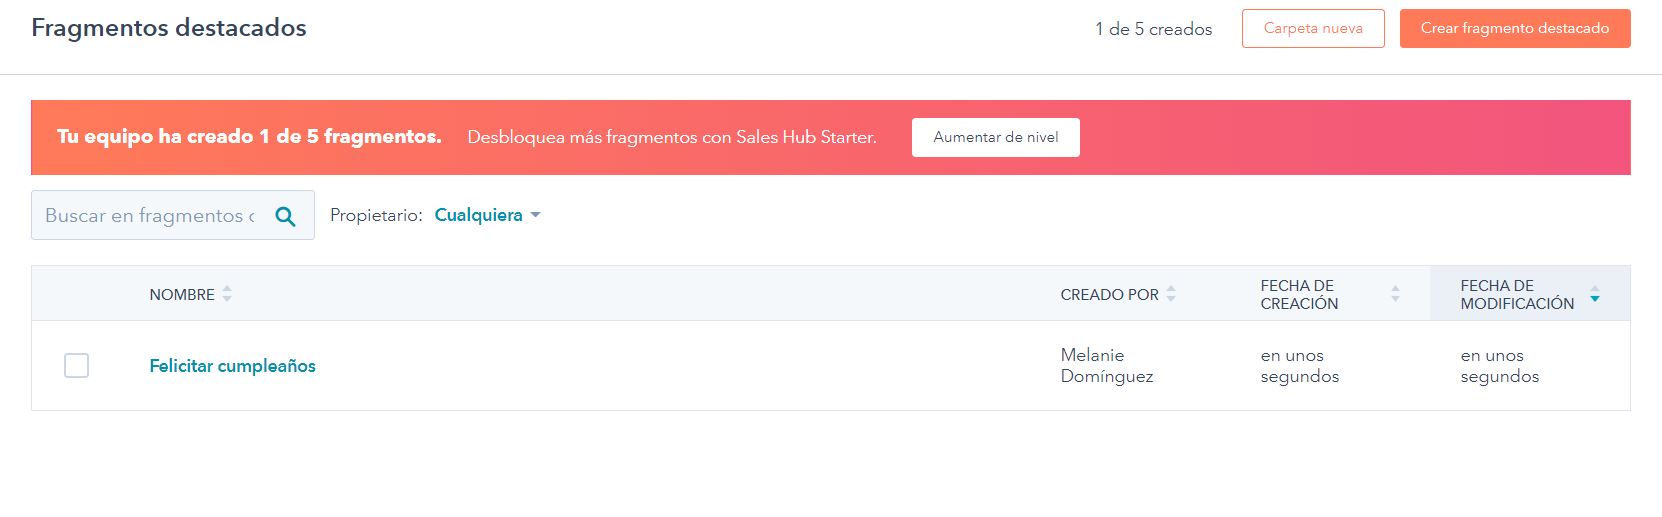 Fragmentos destacados
1 de 5 creados
Carpeta nueva
Crear fragmento destacado
Tu equipo ha creado 1 de 5 fragmentos. Desbloquea más fragmentos con Sales Hub Starter.
Aumentar de nivel
Buscar en fragmentos
Propietario: Cualquiera
NOMBRE
CREADO POR
FECHA DE
CREACIÓN
FECHA DE
MODIFICACIÓN
Felicitar cumpleaños
Melanie
Domínguez
en unos
segundos
en unos
segundos